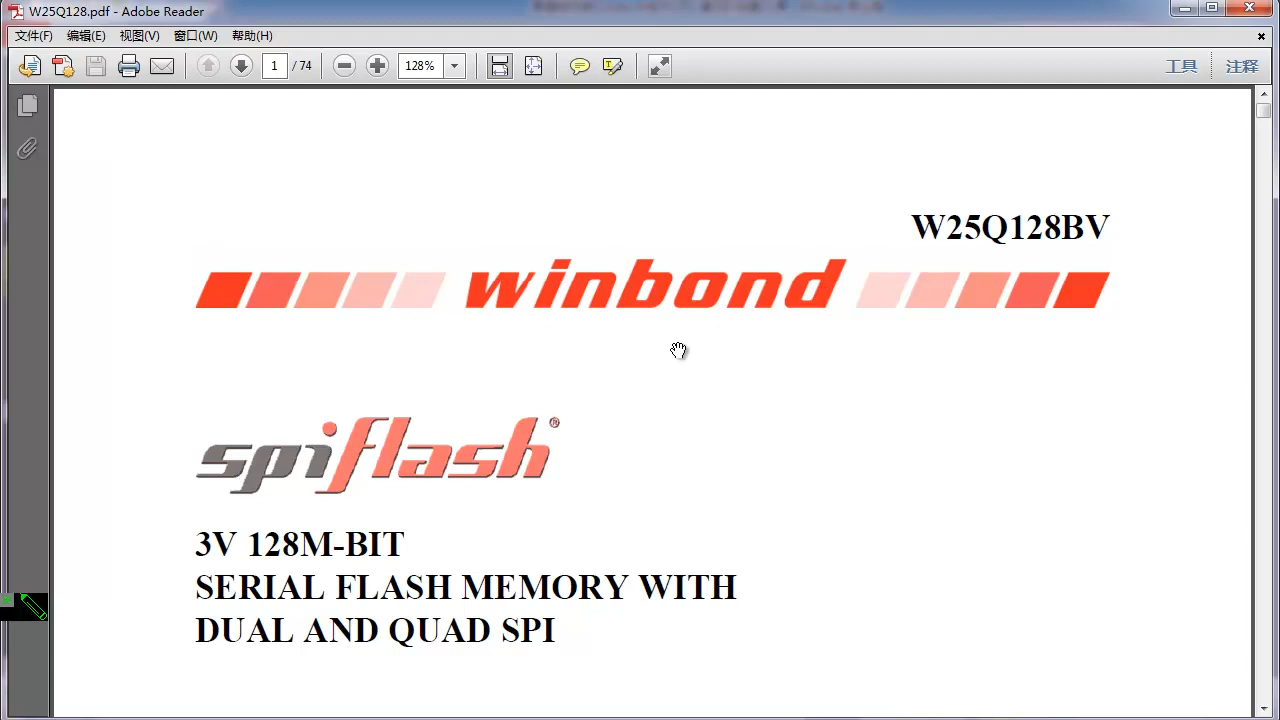 W25Q128.pdf - Adobe Reader
文件(F) 编辑(E) 视图(V) 窗口(W) 帮助(H)
1 / 74 128% 工具 注释
W25Q128BV
winbond
spiflash®
3V 128M-BIT
SERIAL FLASH MEMORY WITH
DUAL AND QUAD SPI